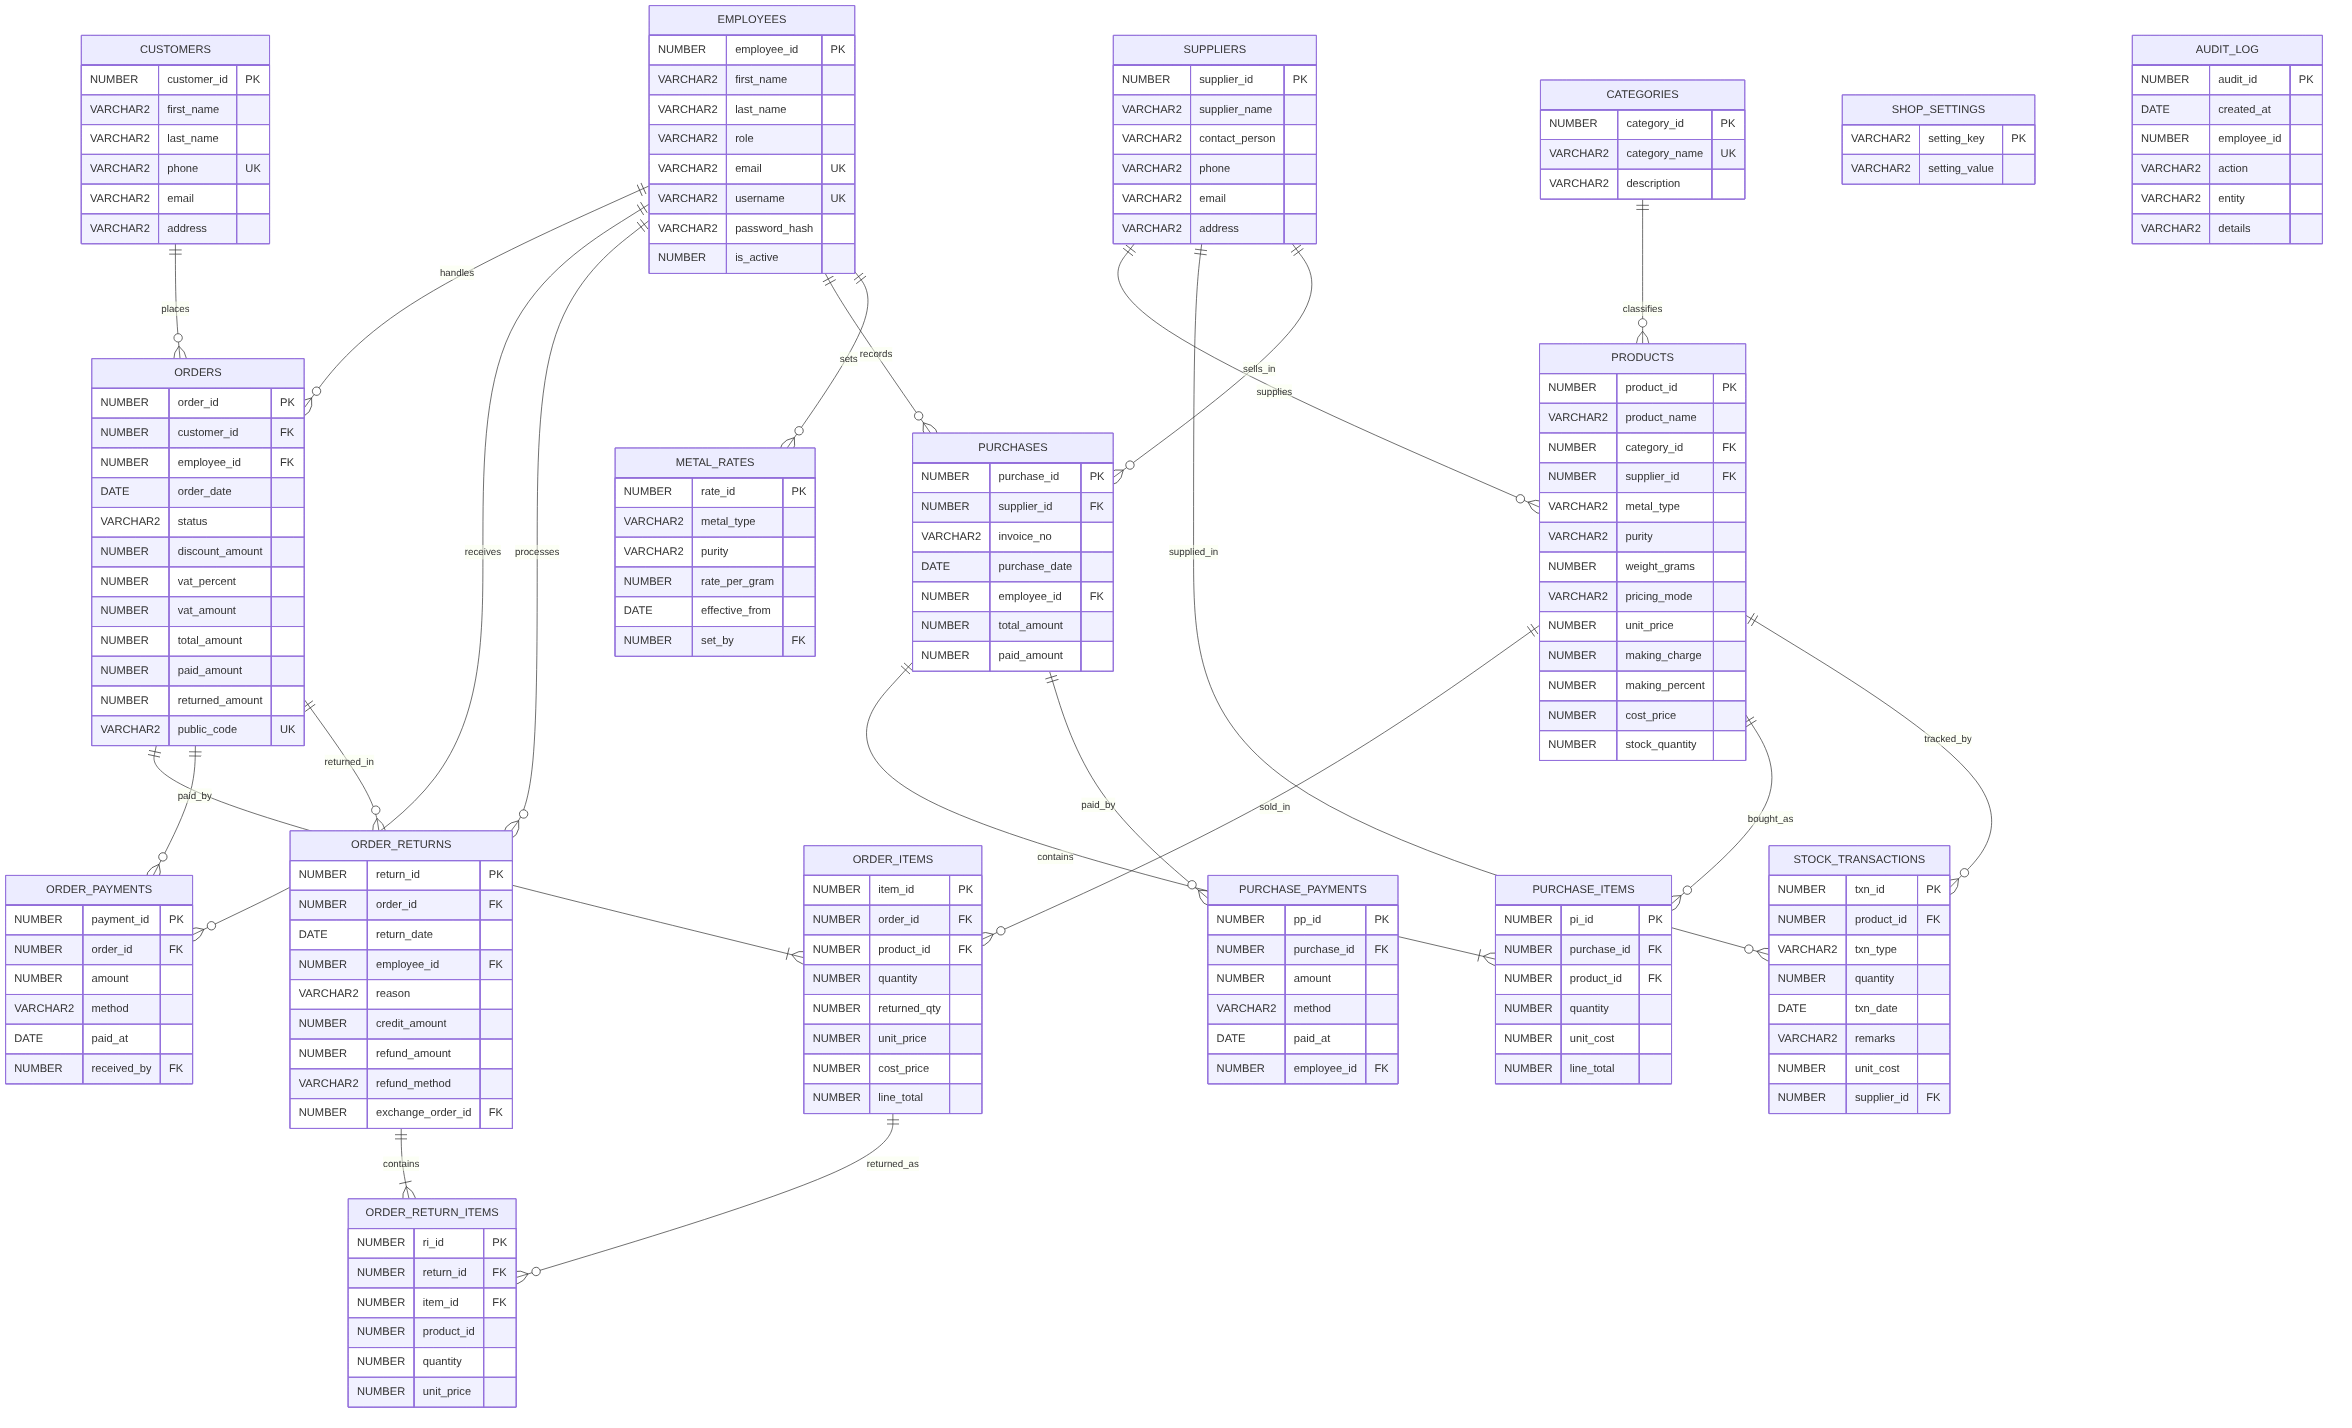 CUSTOMERS
NUMBER customer_id PK
VARCHAR2 first_name
VARCHAR2 last_name
VARCHAR2 phone UK
VARCHAR2 email
VARCHAR2 address
EMPLOYEES
NUMBER employee_id PK
VARCHAR2 first_name
VARCHAR2 last_name
VARCHAR2 role
VARCHAR2 email UK
VARCHAR2 username UK
VARCHAR2 password_hash
NUMBER is_active
SUPPLIERS
NUMBER supplier_id PK
VARCHAR2 supplier_name
VARCHAR2 contact_person
VARCHAR2 phone
VARCHAR2 email
VARCHAR2 address
CATEGORIES
NUMBER category_id PK
VARCHAR2 category_name UK
VARCHAR2 description
SHOP_SETTINGS
VARCHAR2 setting_key PK
VARCHAR2 setting_value
AUDIT_LOG
NUMBER audit_id PK
DATE created_at
NUMBER employee_id
VARCHAR2 action
VARCHAR2 entity
VARCHAR2 details
handles
places
classifies
sets
records
sells_in
supplies
ORDERS
NUMBER order_id PK
NUMBER customer_id FK
NUMBER employee_id FK
DATE order_date
VARCHAR2 status
NUMBER discount_amount
NUMBER vat_percent
NUMBER vat_amount
NUMBER total_amount
NUMBER paid_amount
NUMBER returned_amount
VARCHAR2 public_code UK
receives
processes
METAL_RATES
NUMBER rate_id PK
VARCHAR2 metal_type
VARCHAR2 purity
NUMBER rate_per_gram
DATE effective_from
NUMBER set_by FK
PURCHASES
NUMBER purchase_id PK
NUMBER supplier_id FK
VARCHAR2 invoice_no
DATE purchase_date
NUMBER employee_id FK
NUMBER total_amount
NUMBER paid_amount
supplied_in
PRODUCTS
NUMBER product_id PK
VARCHAR2 product_name
NUMBER category_id FK
NUMBER supplier_id FK
VARCHAR2 metal_type
VARCHAR2 purity
NUMBER weight_grams
VARCHAR2 pricing_mode
NUMBER unit_price
NUMBER making_charge
NUMBER making_percent
NUMBER cost_price
NUMBER stock_quantity
tracked_by
returned_in
paid_by
paid_by
sold_in
bought_as
contains
ORDER_PAYMENTS
NUMBER payment_id PK
NUMBER order_id FK
NUMBER amount
VARCHAR2 method
DATE paid_at
NUMBER received_by FK
ORDER_RETURNS
NUMBER return_id PK
NUMBER order_id FK
DATE return_date
NUMBER employee_id FK
VARCHAR2 reason
NUMBER credit_amount
NUMBER refund_amount
VARCHAR2 refund_method
NUMBER exchange_order_id FK
ORDER_ITEMS
NUMBER item_id PK
NUMBER order_id FK
NUMBER product_id FK
NUMBER quantity
NUMBER returned_qty
NUMBER unit_price
NUMBER cost_price
NUMBER line_total
PURCHASE_PAYMENTS
NUMBER pp_id PK
NUMBER purchase_id FK
NUMBER amount
VARCHAR2 method
DATE paid_at
NUMBER employee_id FK
PURCHASE_ITEMS
NUMBER pi_id PK
NUMBER purchase_id FK
NUMBER product_id FK
NUMBER quantity
NUMBER unit_cost
NUMBER line_total
STOCK_TRANSACTIONS
NUMBER txn_id PK
NUMBER product_id FK
VARCHAR2 txn_type
NUMBER quantity
DATE txn_date
VARCHAR2 remarks
NUMBER unit_cost
NUMBER supplier_id FK
contains
returned_as
ORDER_RETURN_ITEMS
NUMBER ri_id PK
NUMBER return_id FK
NUMBER item_id FK
NUMBER product_id
NUMBER quantity
NUMBER unit_price